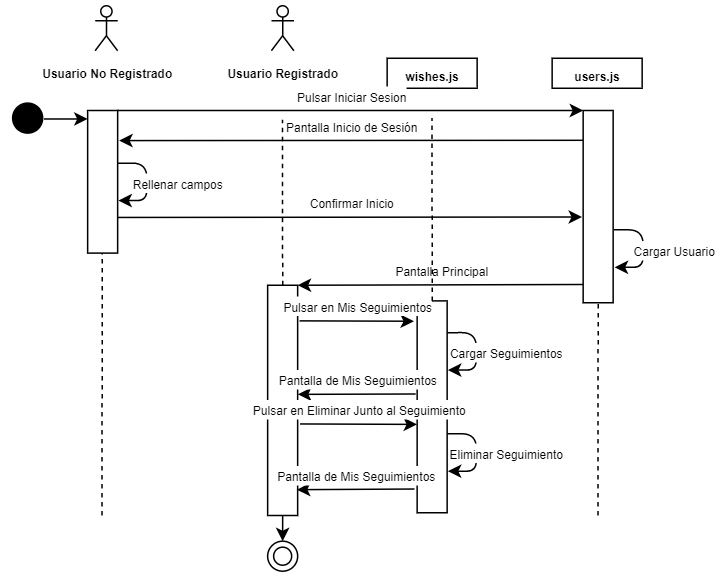 Usuario No Registrado
Usuario Registrado
wishes.js
users.js
Pulsar Iniciar Sesion
Pantalla Inicio de Sesión
Rellenar campos
Confirmar Inicio
Cargar Usuario
Pantalla Principal
Pulsar en Mis Seguimientos
Cargar Seguimientos
Pantalla de Mis Seguimientos
Pulsar en Eliminar Junto al Seguimiento
Eliminar Seguimiento
Pantalla de Mis Seguimientos